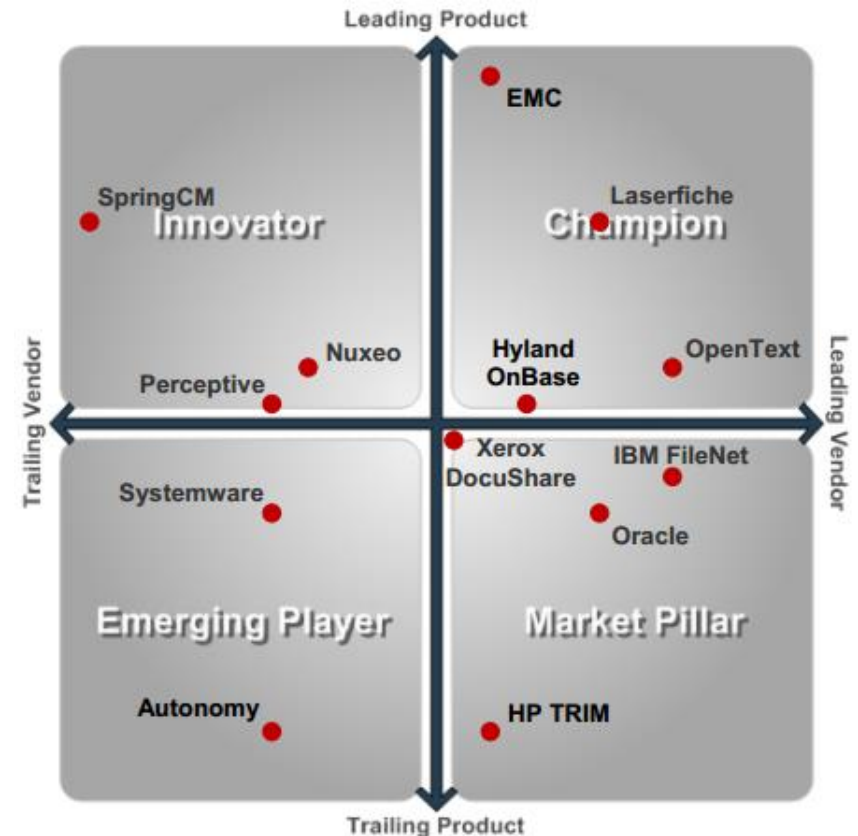 Leading Product
EMC
SpringCM
Laserfiche
Innovator
Champion
Nuxeo
Hyland
OnBase
OpenText
Perceptive
Trailing Vendor
Leading Vendor
Xerox
DocuShare
IBM FileNet
Systemware
Oracle
Emerging Player
Market Pillar
Autonomy
HP TRIM
Trailing Product